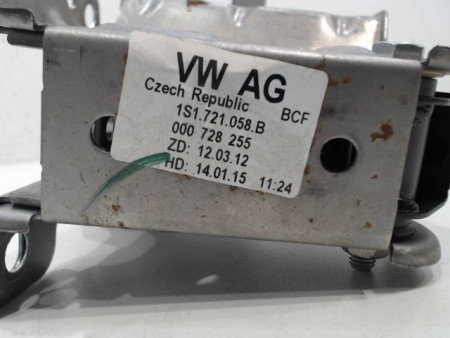 VW AG
Czech Republic BCF
1S1.721.058.B
000 728 255
ZD: 12.03.12
HD: 14.01.15 11:24